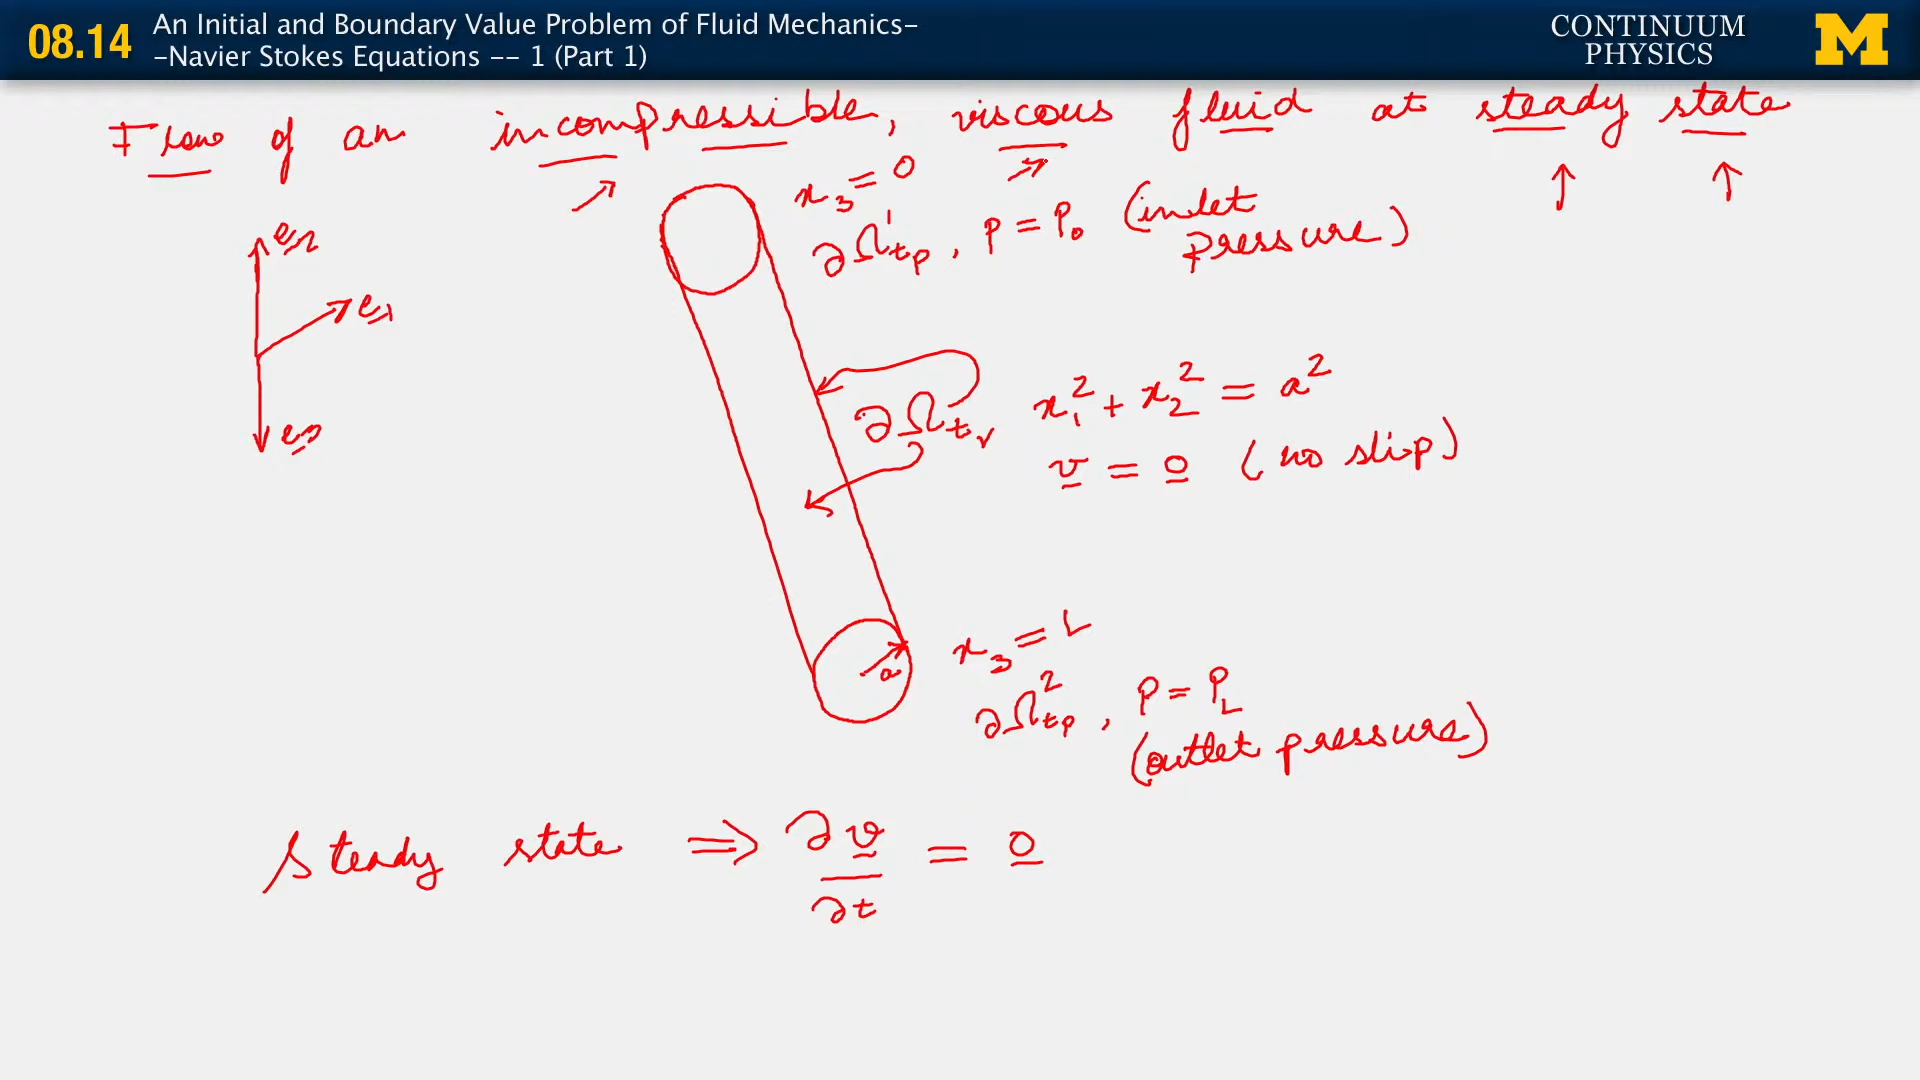 08.14
An Initial and Boundary Value Problem of Fluid Mechanics-
-Navier Stokes Equations -- 1 (Part 1)
CONTINUUM
PHYSICS
M
Flow of an incompressible, viscous fluid at steady state
x₃ = 0
∂Ω¹ₜₚ, p = P₀ (inlet
pressure)
e₂
e₁
e₃
∂Ωₜᵥ x₁² + x₂² = a²
v = 0 (no slip)
x₃ = L
a
∂Ω²ₜₚ, P = P_L
(outlet pressure)
Steady state ⇒ ∂v/∂t = 0